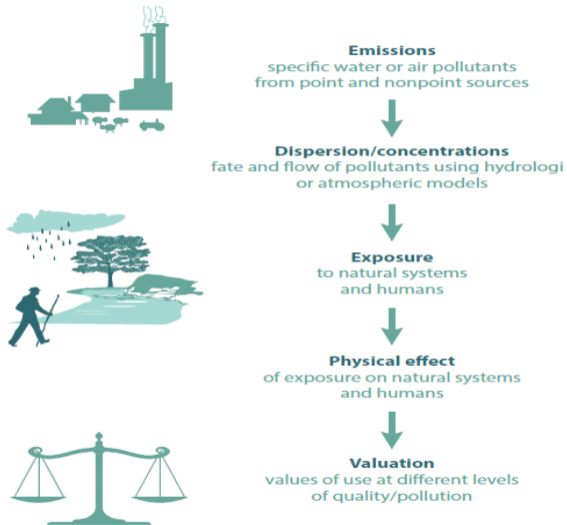 Emissions
specific water or air pollutants
from point and nonpoint sources
Dispersion/concentrations
fate and flow of pollutants using hydrologi
or atmospheric models
Exposure
to natural systems
and humans
Physical effect
of exposure on natural systems
and humans
Valuation
values of use at different levels
of quality/pollution